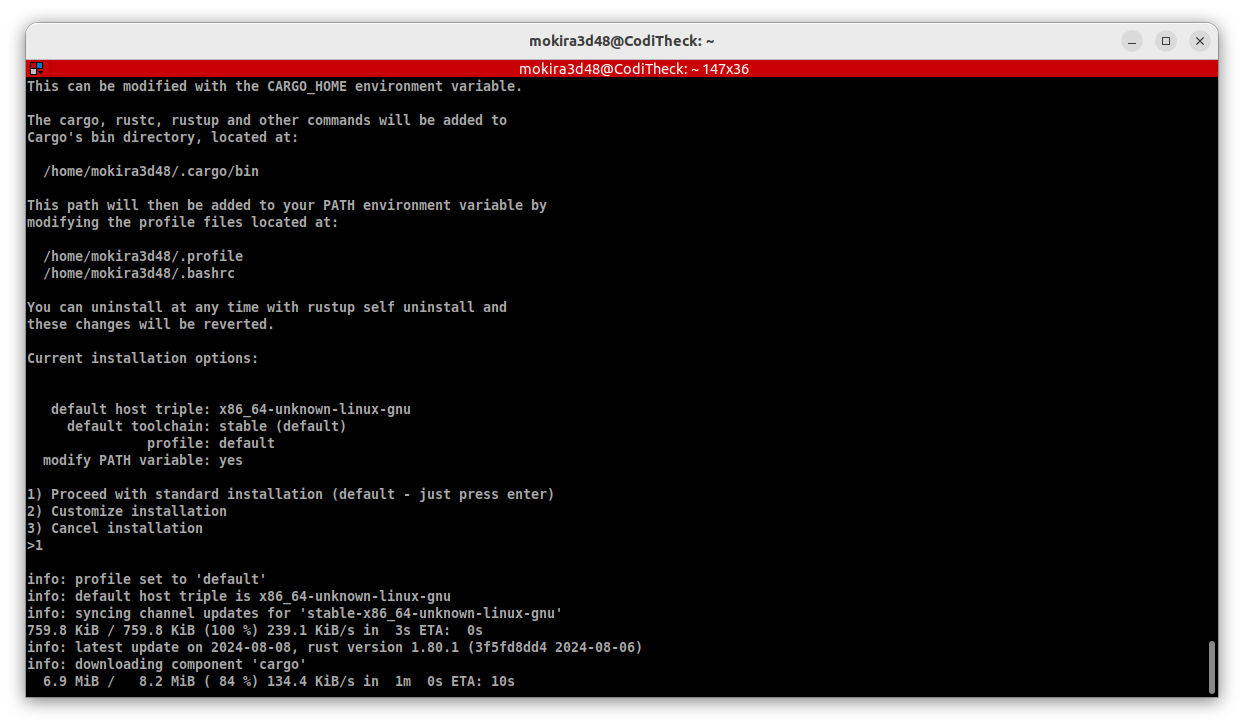 mokira3d48@CodiTheck: ~
mokira3d48@CodiTheck: ~ 147x36
This can be modified with the CARGO_HOME environment variable.
The cargo, rustc, rustup and other commands will be added to
Cargo's bin directory, located at:
/home/mokira3d48/.cargo/bin
This path will then be added to your PATH environment variable by
modifying the profile files located at:
/home/mokira3d48/.profile
/home/mokira3d48/.bashrc
You can uninstall at any time with rustup self uninstall and
these changes will be reverted.
Current installation options:
default host triple: x86_64-unknown-linux-gnu
default toolchain: stable (default)
profile: default
modify PATH variable: yes
1) Proceed with standard installation (default - just press enter)
2) Customize installation
3) Cancel installation
>1
info: profile set to 'default'
info: default host triple is x86_64-unknown-linux-gnu
info: syncing channel updates for 'stable-x86_64-unknown-linux-gnu'
759.8 KiB / 759.8 KiB (100 %) 239.1 KiB/s in  3s ETA:  0s
info: latest update on 2024-08-08, rust version 1.80.1 (3f5fd8dd4 2024-08-06)
info: downloading component 'cargo'
6.9 MiB /   8.2 MiB ( 84 %) 134.4 KiB/s in  1m  0s ETA: 10s